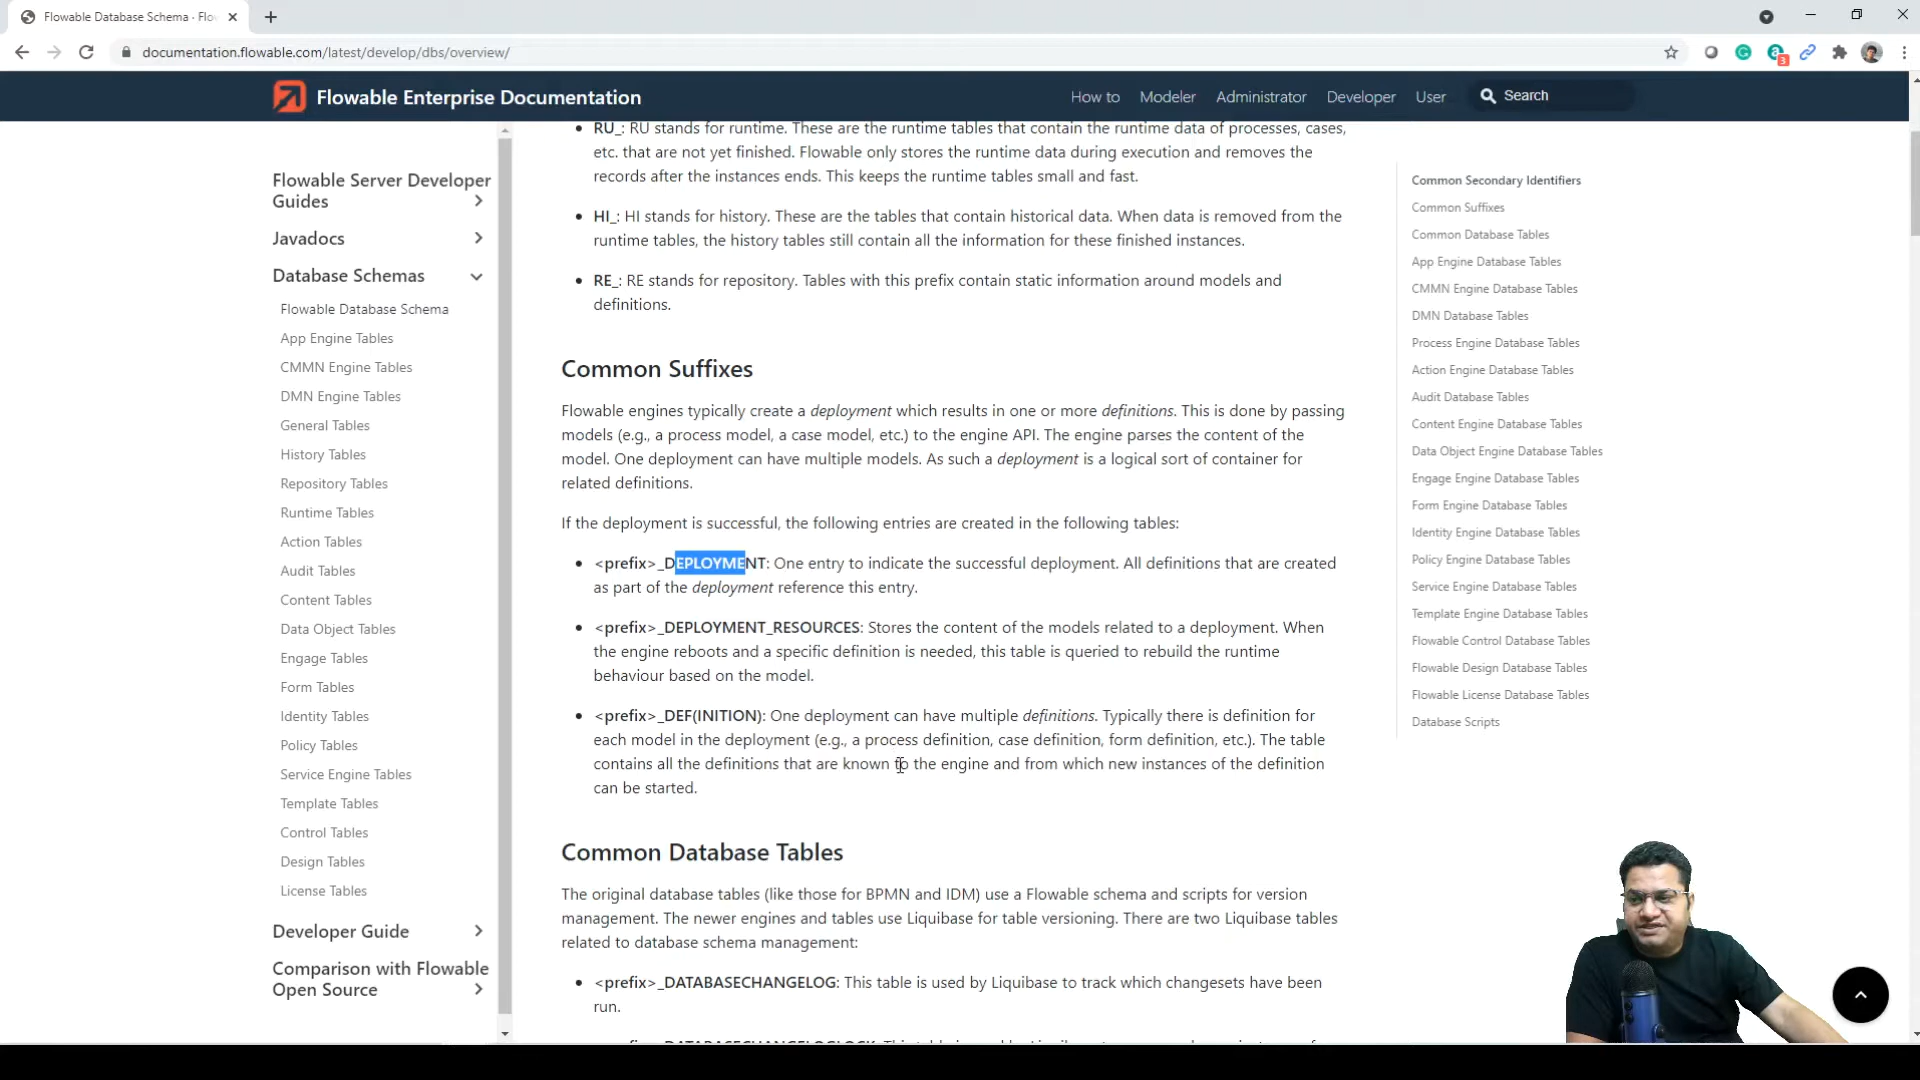 Flowable Database Schema - Flo
documentation.flowable.com/latest/develop/dbs/overview/
3
Flowable Enterprise Documentation
How to
Modeler
Administrator
Developer
User
Search
Flowable Server Developer
Guides
Javadocs
Database Schemas
Flowable Database Schema
App Engine Tables
CMMN Engine Tables
DMN Engine Tables
General Tables
History Tables
Repository Tables
Runtime Tables
Action Tables
Audit Tables
Content Tables
Data Object Tables
Engage Tables
Form Tables
Identity Tables
Policy Tables
Service Engine Tables
Template Tables
Control Tables
Design Tables
License Tables
Developer Guide
Comparison with Flowable
Open Source
RU_: RU stands for runtime. These are the runtime tables that contain the runtime data of processes, cases,
etc. that are not yet finished. Flowable only stores the runtime data during execution and removes the
records after the instances ends. This keeps the runtime tables small and fast.
HI_: HI stands for history. These are the tables that contain historical data. When data is removed from the
runtime tables, the history tables still contain all the information for these finished instances.
RE_: RE stands for repository. Tables with this prefix contain static information around models and
definitions.
Common Suffixes
Flowable engines typically create a deployment which results in one or more definitions. This is done by passing
models (e.g., a process model, a case model, etc.) to the engine API. The engine parses the content of the
model. One deployment can have multiple models. As such a deployment is a logical sort of container for
related definitions.
If the deployment is successful, the following entries are created in the following tables:
<prefix>_DEPLOYMENT: One entry to indicate the successful deployment. All definitions that are created
as part of the deployment reference this entry.
<prefix>_DEPLOYMENT_RESOURCES: Stores the content of the models related to a deployment. When
the engine reboots and a specific definition is needed, this table is queried to rebuild the runtime
behaviour based on the model.
<prefix>_DEF(INITION): One deployment can have multiple definitions. Typically there is definition for
each model in the deployment (e.g., a process definition, case definition, form definition, etc.). The table
contains all the definitions that are known to the engine and from which new instances of the definition
can be started.
Common Database Tables
The original database tables (like those for BPMN and IDM) use a Flowable schema and scripts for version
management. The newer engines and tables use Liquibase for table versioning. There are two Liquibase tables
related to database schema management:
<prefix>_DATABASECHANGELOG: This table is used by Liquibase to track which changesets have been
run.
Common Secondary Identifiers
Common Suffixes
Common Database Tables
App Engine Database Tables
CMMN Engine Database Tables
DMN Database Tables
Process Engine Database Tables
Action Engine Database Tables
Audit Database Tables
Content Engine Database Tables
Data Object Engine Database Tables
Engage Engine Database Tables
Form Engine Database Tables
Identity Engine Database Tables
Policy Engine Database Tables
Service Engine Database Tables
Template Engine Database Tables
Flowable Control Database Tables
Flowable Design Database Tables
Flowable License Database Tables
Database Scripts